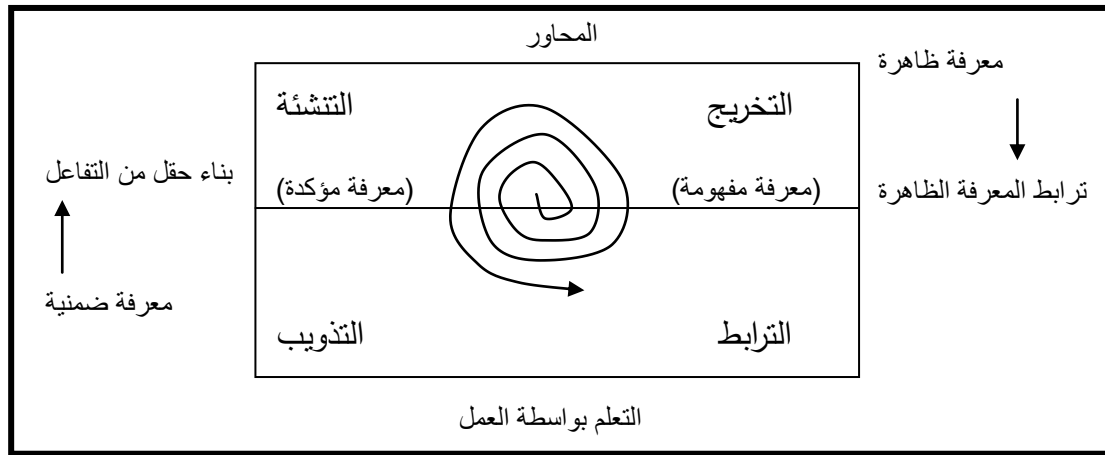 المحاور
معرفة ظاهرة
التخريج
التنشئة
بناء حقل من التفاعل
ترابط المعرفة الظاهرة
(معرفة مفهومة)
(معرفة مؤكدة)
معرفة ضمنية
الترابط
التذويب
التعلم بواسطة العمل